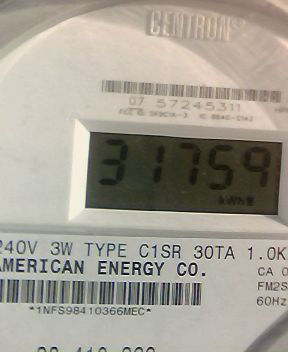 CENTRON®
07 57245311
31759
kWh
240V 3W TYPE C1SR 30TA 1.0K
AMERICAN ENERGY CO.
CA 0
FM2S
60Hz
*1NFS98410366MEC*